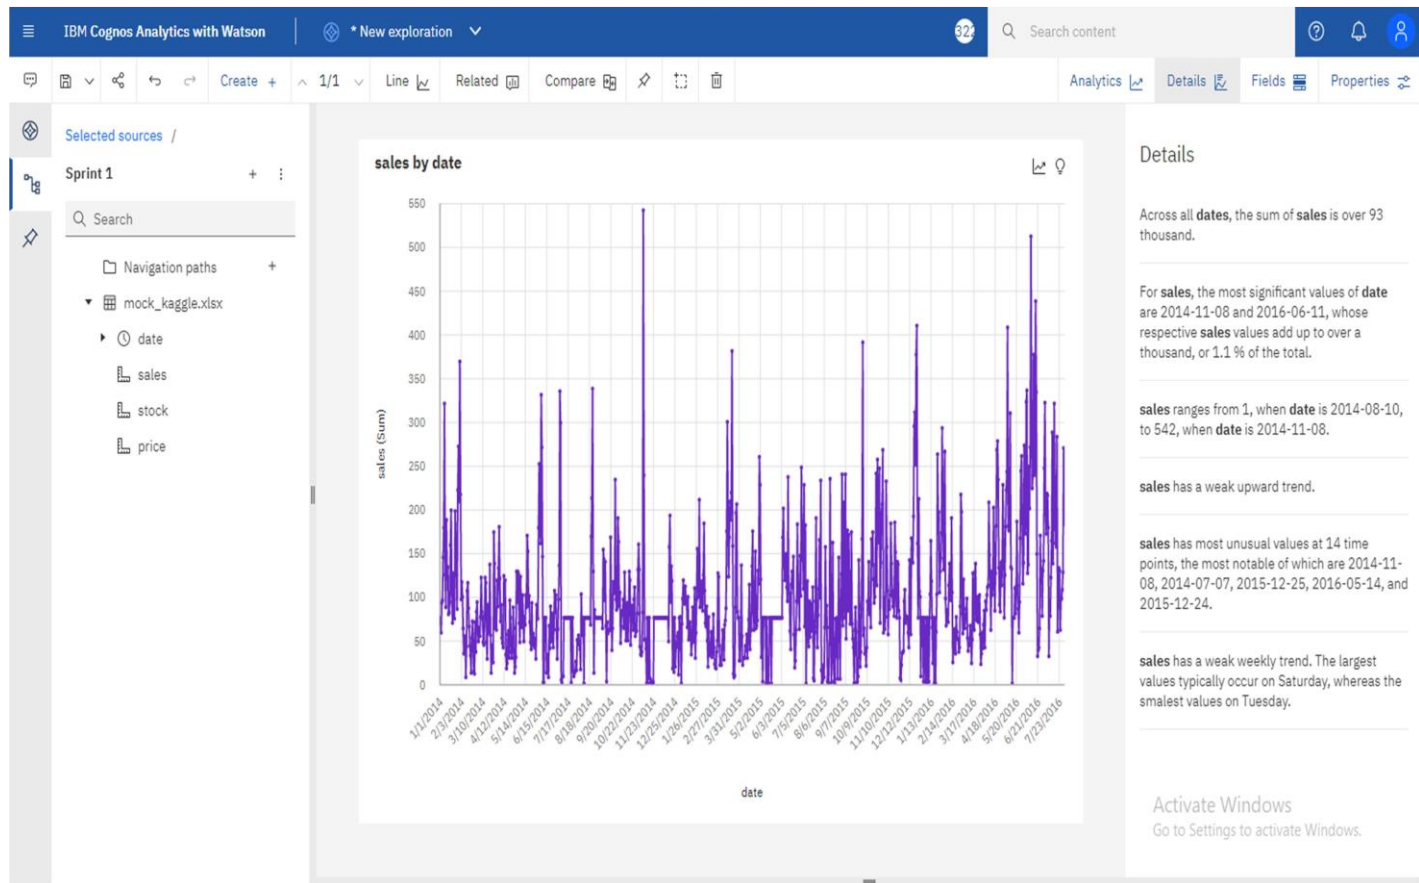 IBM Cognos Analytics with Watson
* New exploration
322
Search content
Create +
1/1
Line
Related
Compare
Analytics
Details
Fields
Properties
Selected sources /
Sprint 1
Search
Navigation paths
mock_kaggle.xlsx
date
sales
stock
price
sales by date
550
500
450
400
350
300
250
200
150
100
50
0
sales (Sum)
1/1/2014
2/3/2014
3/10/2014
4/12/2014
5/14/2014
6/15/2014
7/17/2014
8/18/2014
9/20/2014
10/22/2014
11/23/2014
12/25/2014
1/26/2015
2/27/2015
3/31/2015
5/2/2015
6/3/2015
7/5/2015
8/6/2015
9/7/2015
10/9/2015
11/10/2015
12/12/2015
1/13/2016
2/14/2016
3/17/2016
4/18/2016
5/20/2016
6/21/2016
7/23/2016
date
Details
Across all dates, the sum of sales is over 93
thousand.
For sales, the most significant values of date
are 2014-11-08 and 2016-06-11, whose
respective sales values add up to over a
thousand, or 1.1 % of the total.
sales ranges from 1, when date is 2014-08-10,
to 542, when date is 2014-11-08.
sales has a weak upward trend.
sales has most unusual values at 14 time
points, the most notable of which are 2014-11-
08, 2014-07-07, 2015-12-25, 2016-05-14, and
2015-12-24.
sales has a weak weekly trend. The largest
values typically occur on Saturday, whereas the
smalest values on Tuesday.
Activate Windows
Go to Settings to activate Windows.